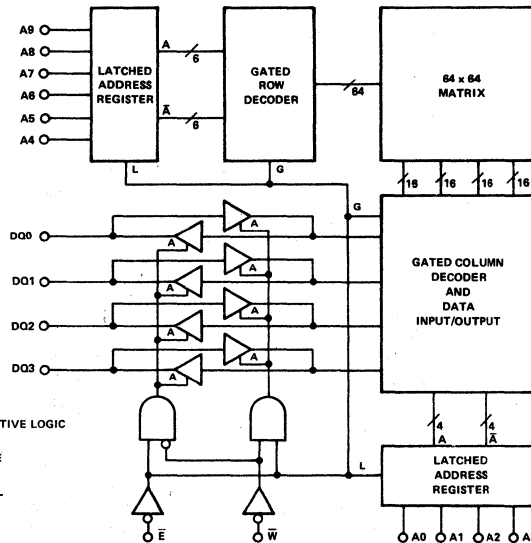 A9
A8
A7
A6
A5
A4
LATCHED
ADDRESS
REGISTER
A
6
A̅
6
L
GATED
ROW
DECODER
G
64
64 x 64
MATRIX
16
16
16
16
G
DQ0
DQ1
DQ2
DQ3
A
A
A
A
A
A
A
A
GATED COLUMN
DECODER
AND
DATA
INPUT/OUTPUT
4
A
4
A̅
TIVE LOGIC
E
L
LATCHED
ADDRESS
REGISTER
E̅
W̅
A0
A1
A2
A